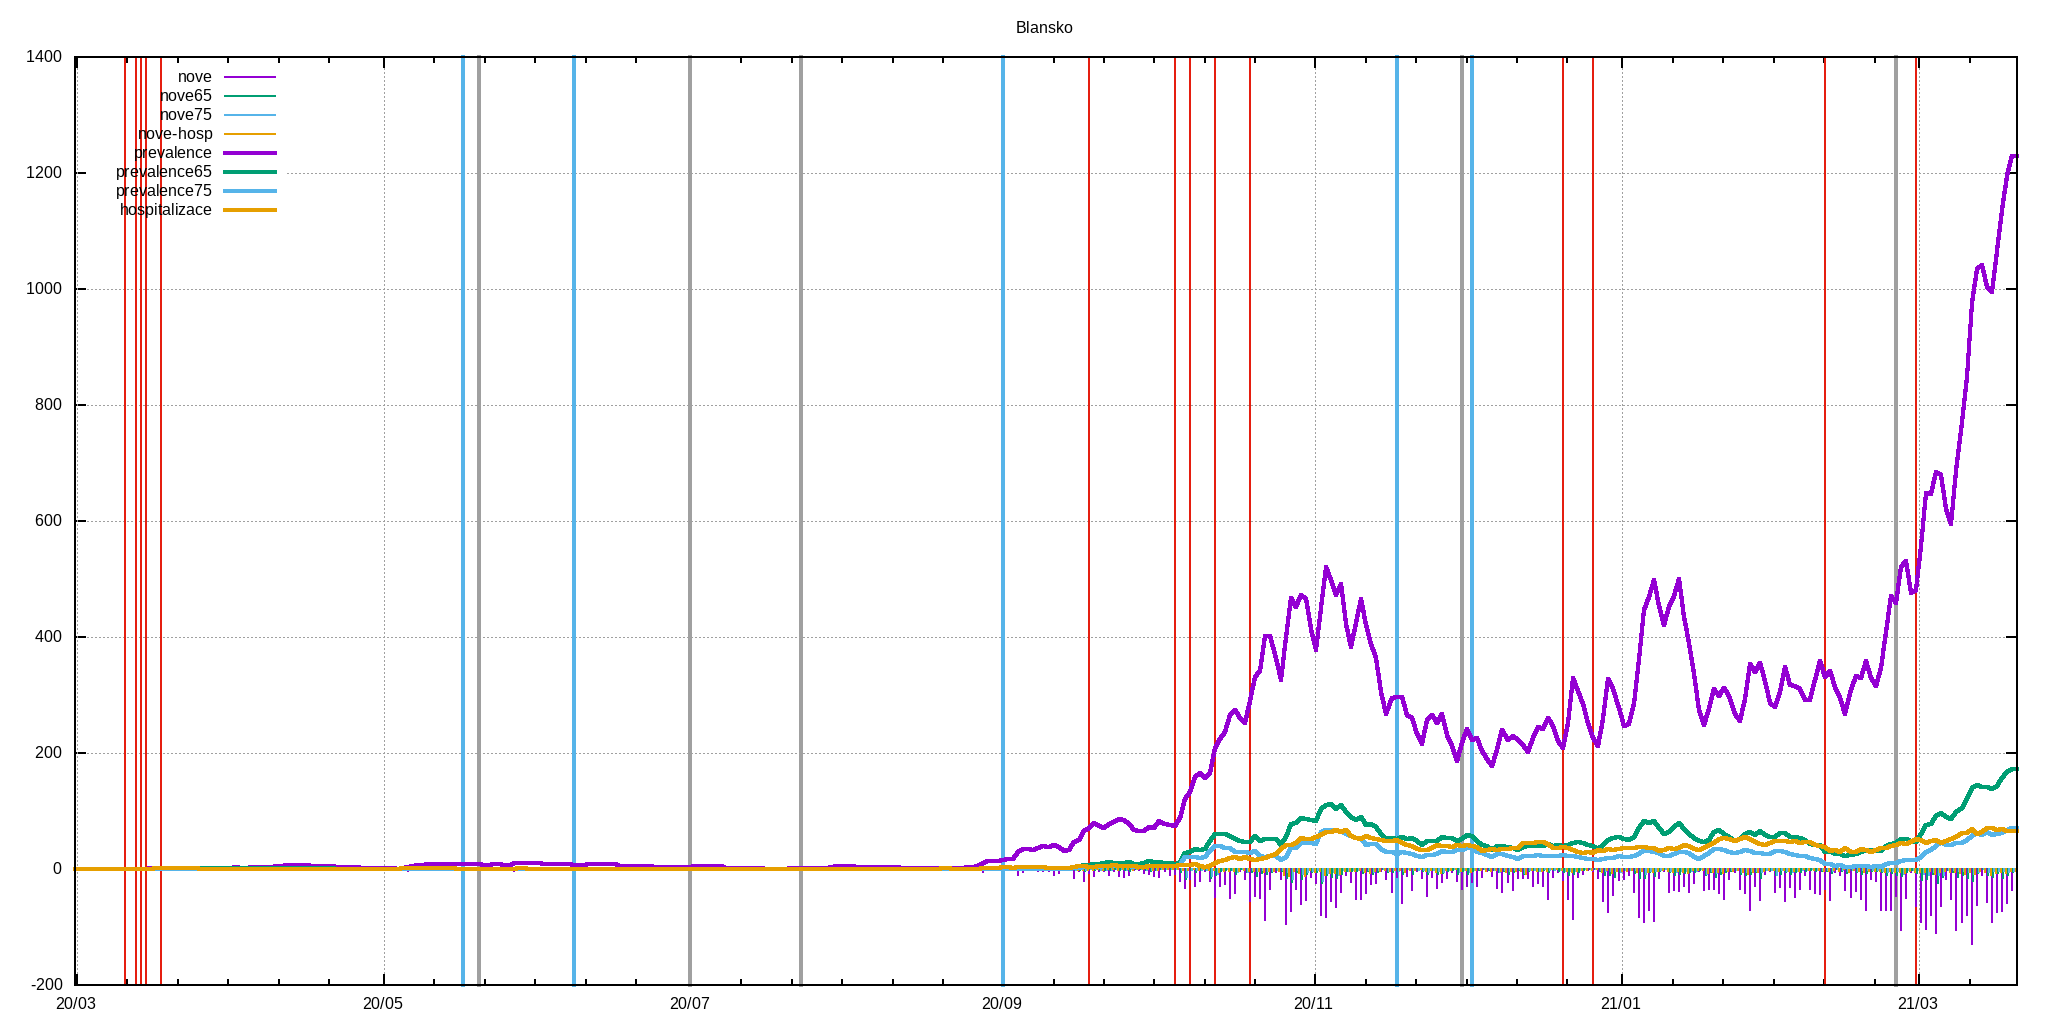 Blansko
1400
1200
1000
800
600
400
200
0
-200
nove
nove65
nove75
nove-hosp
prevalence
prevalence65
prevalence75
hospitalizace
20/03 20/05 20/07 20/09 20/11 21/01 21/03